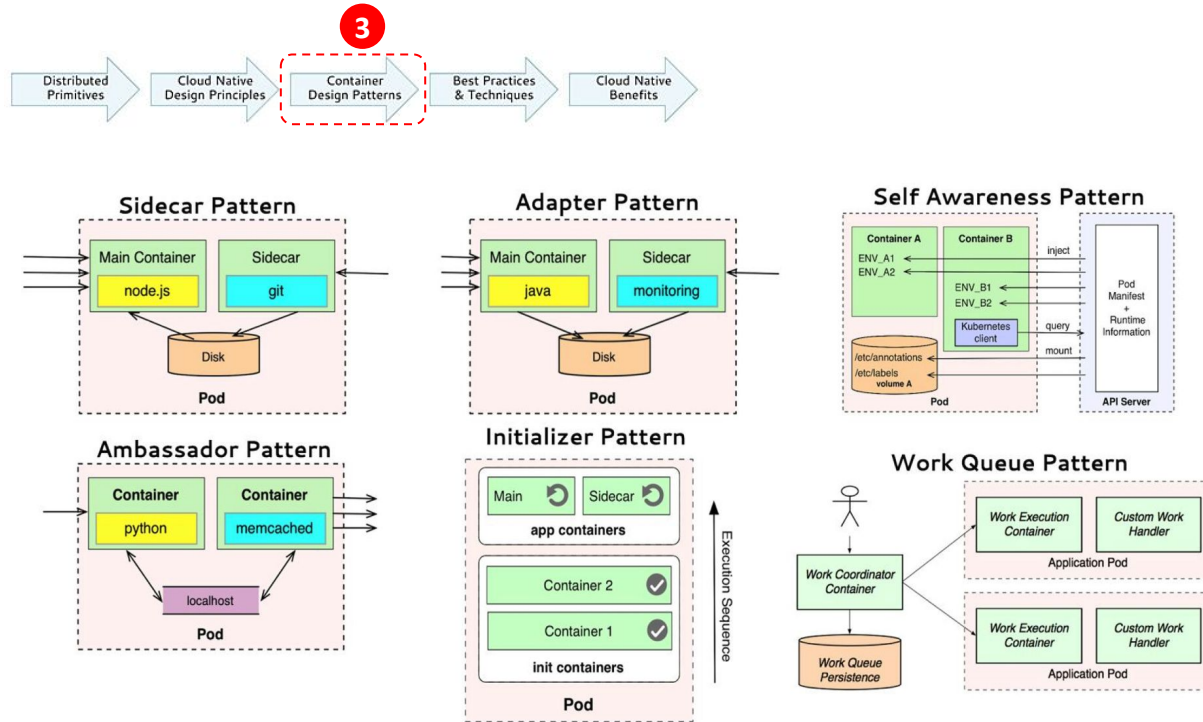 3
Distributed
Primitives
Cloud Native
Design Principles
Container
Design Patterns
Best Practices
& Techniques
Cloud Native
Benefits
Sidecar Pattern
Main Container
node.js
Sidecar
git
Disk
Pod
Adapter Pattern
Main Container
java
Sidecar
monitoring
Disk
Pod
Self Awareness Pattern
Container A
ENV_A1
ENV_A2
Container B
ENV_B1
ENV_B2
Kubernetes
client
/etc/annotations
/etc/labels
volume A
Pod
inject
query
mount
Pod
Manifest
+
Runtime
Information
API Server
Ambassador Pattern
Container
python
Container
memcached
localhost
Pod
Initializer Pattern
Main
Sidecar
app containers
Container 2
Container 1
init containers
Pod
Execution Sequence
Work Queue Pattern
Work Coordinator
Container
Work Queue
Persistence
Work Execution
Container
Custom Work
Handler
Application Pod
Work Execution
Container
Custom Work
Handler
Application Pod